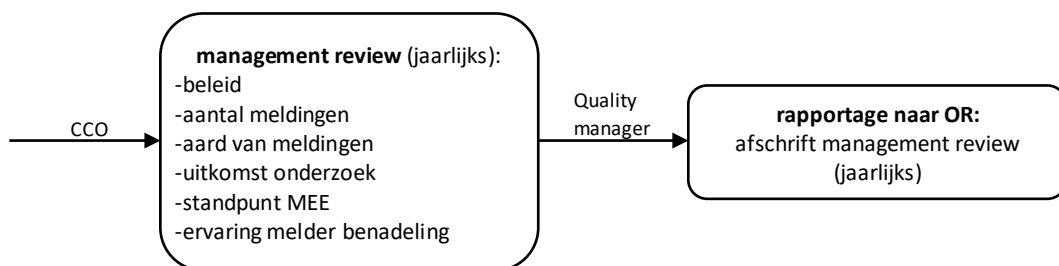 CCO
management review (jaarlijks):
-beleid
-aantal meldingen
-aard van meldingen
-uitkomst onderzoek
-standpunt MEE
-ervaring melder benadeling
Quality
manager
rapportage naar OR:
afschrift management review
(jaarlijks)